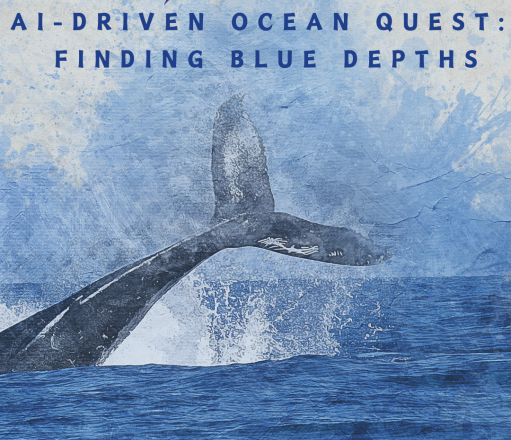 AI-DRIVEN OCEAN QUEST:
FINDING BLUE DEPTHS